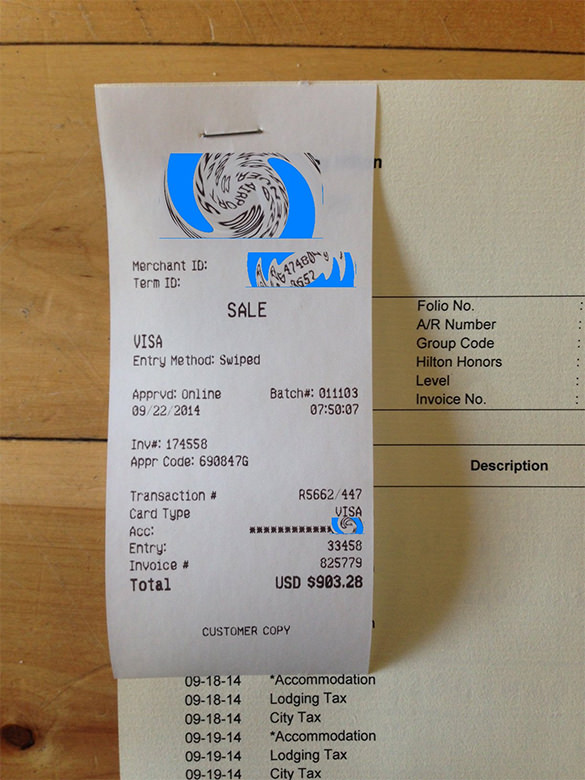 Merchant ID:
Term ID:
SALE
VISA
Entry Method: Swiped
Apprvd: Online Batch#: 011103
09/22/2014 07:50:07
Inv#: 174558
Appr Code: 690847G
Transaction # R5662/447
Card Type VISA
Acc: ************
Entry: 33458
Invoice # 825779
Total USD $903.28
CUSTOMER COPY
Folio No. :
A/R Number :
Group Code :
Hilton Honors :
Level :
Invoice No. :
Description
09-18-14 *Accommodation
09-18-14 Lodging Tax
09-18-14 City Tax
09-19-14 *Accommodation
09-19-14 Lodging Tax
09-19-14 City Tax